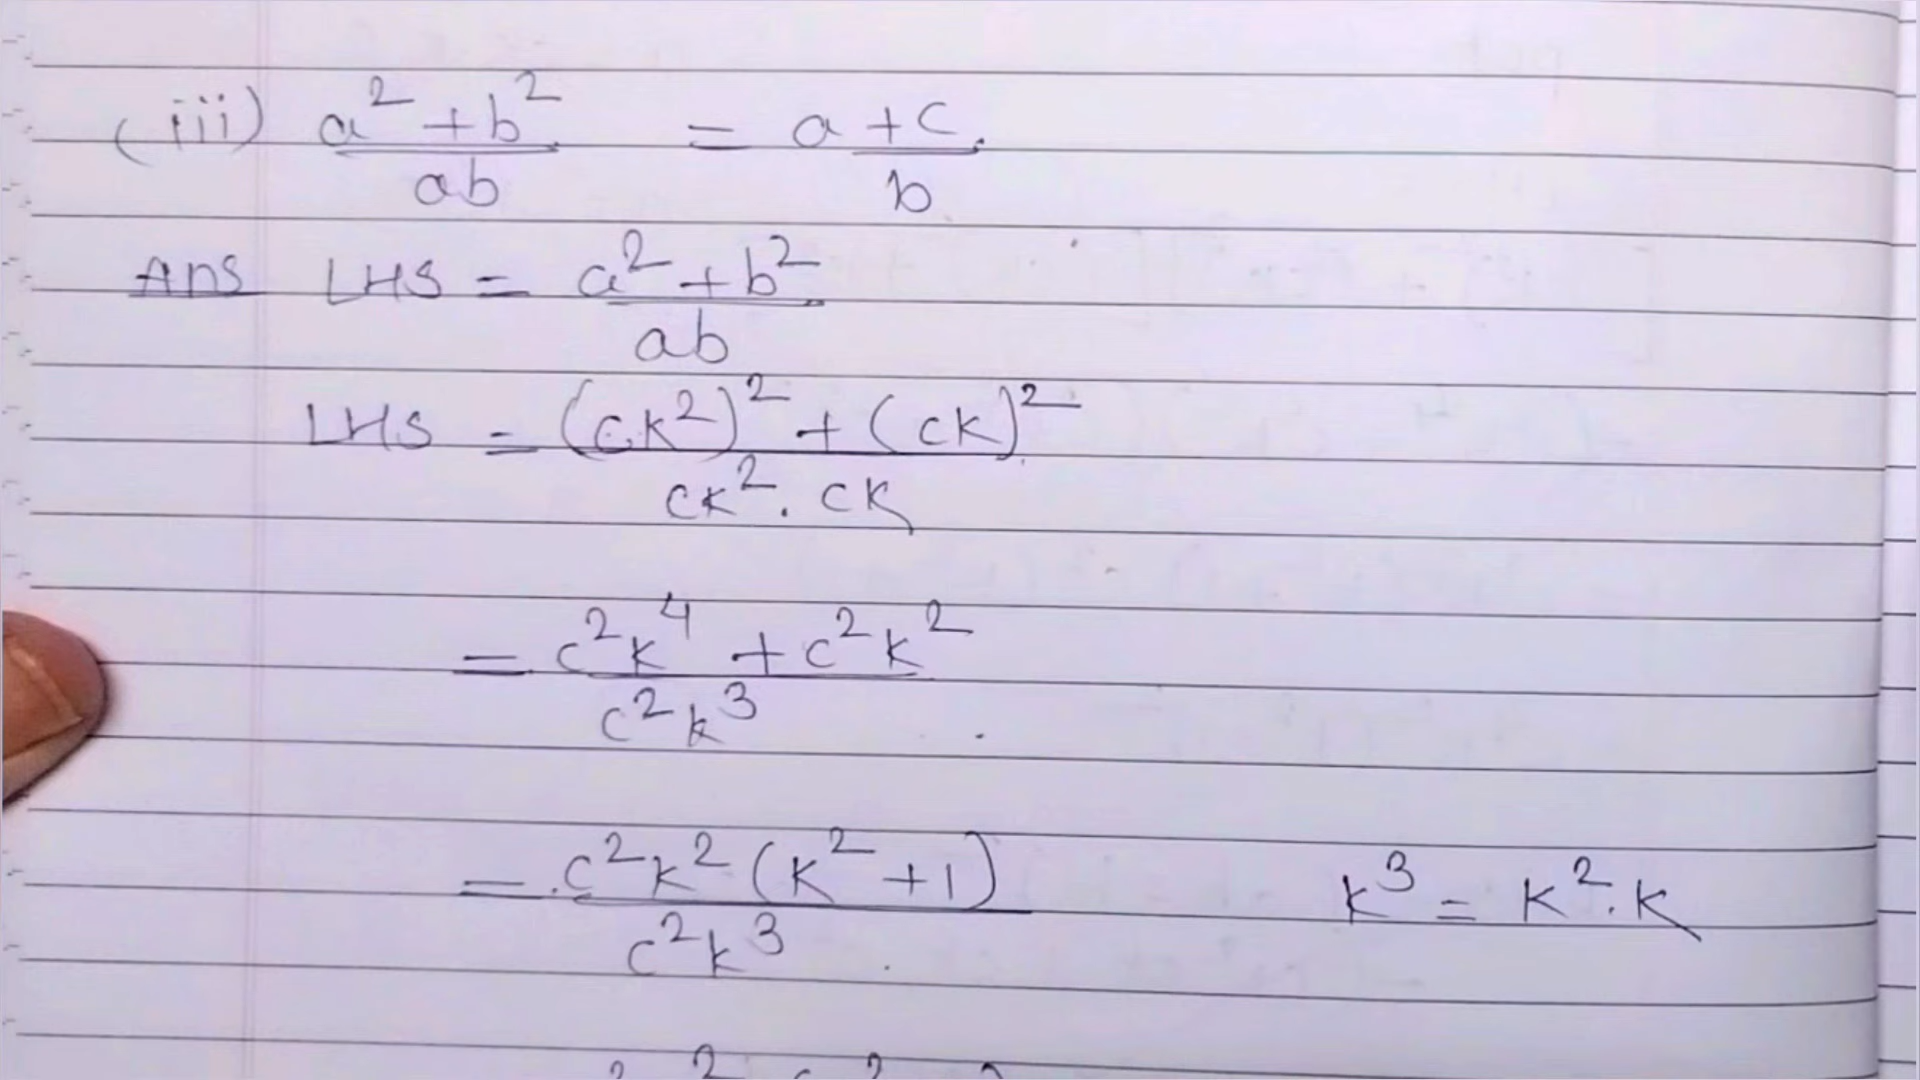 (iii) a² + b² / ab = a + c / b
Ans LHS = a² + b² / ab
LHS = (ck²)² + (ck)² / ck² . ck
= c²k⁴ + c²k² / c²k³
= c²k² (k² + 1) / c²k³ k³ = k² . k